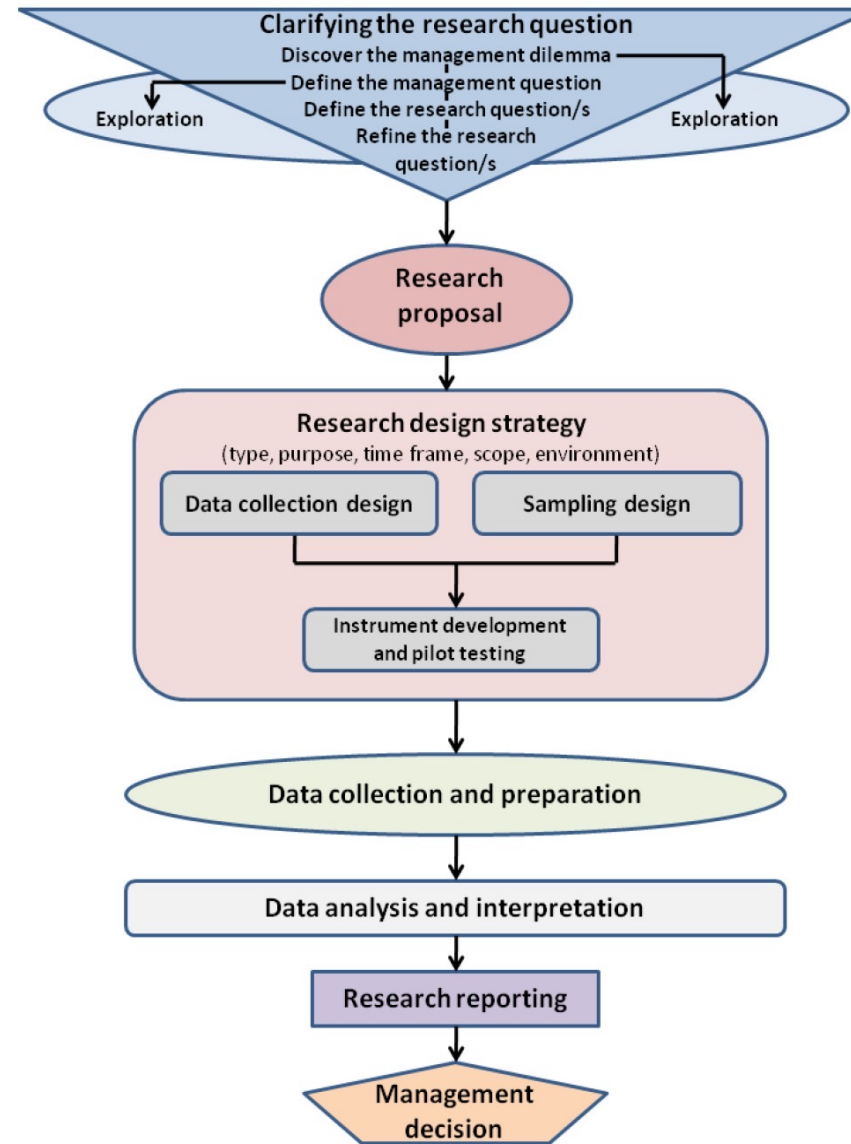 Clarifying the research question
Discover the management dilemma
Define the management question
Exploration
Define the research question/s
Exploration
Refine the research
question/s
Research
proposal
Research design strategy
(type, purpose, time frame, scope, environment)
Data collection design
Sampling design
Instrument development
and pilot testing
Data collection and preparation
Data analysis and interpretation
Research reporting
Management
decision